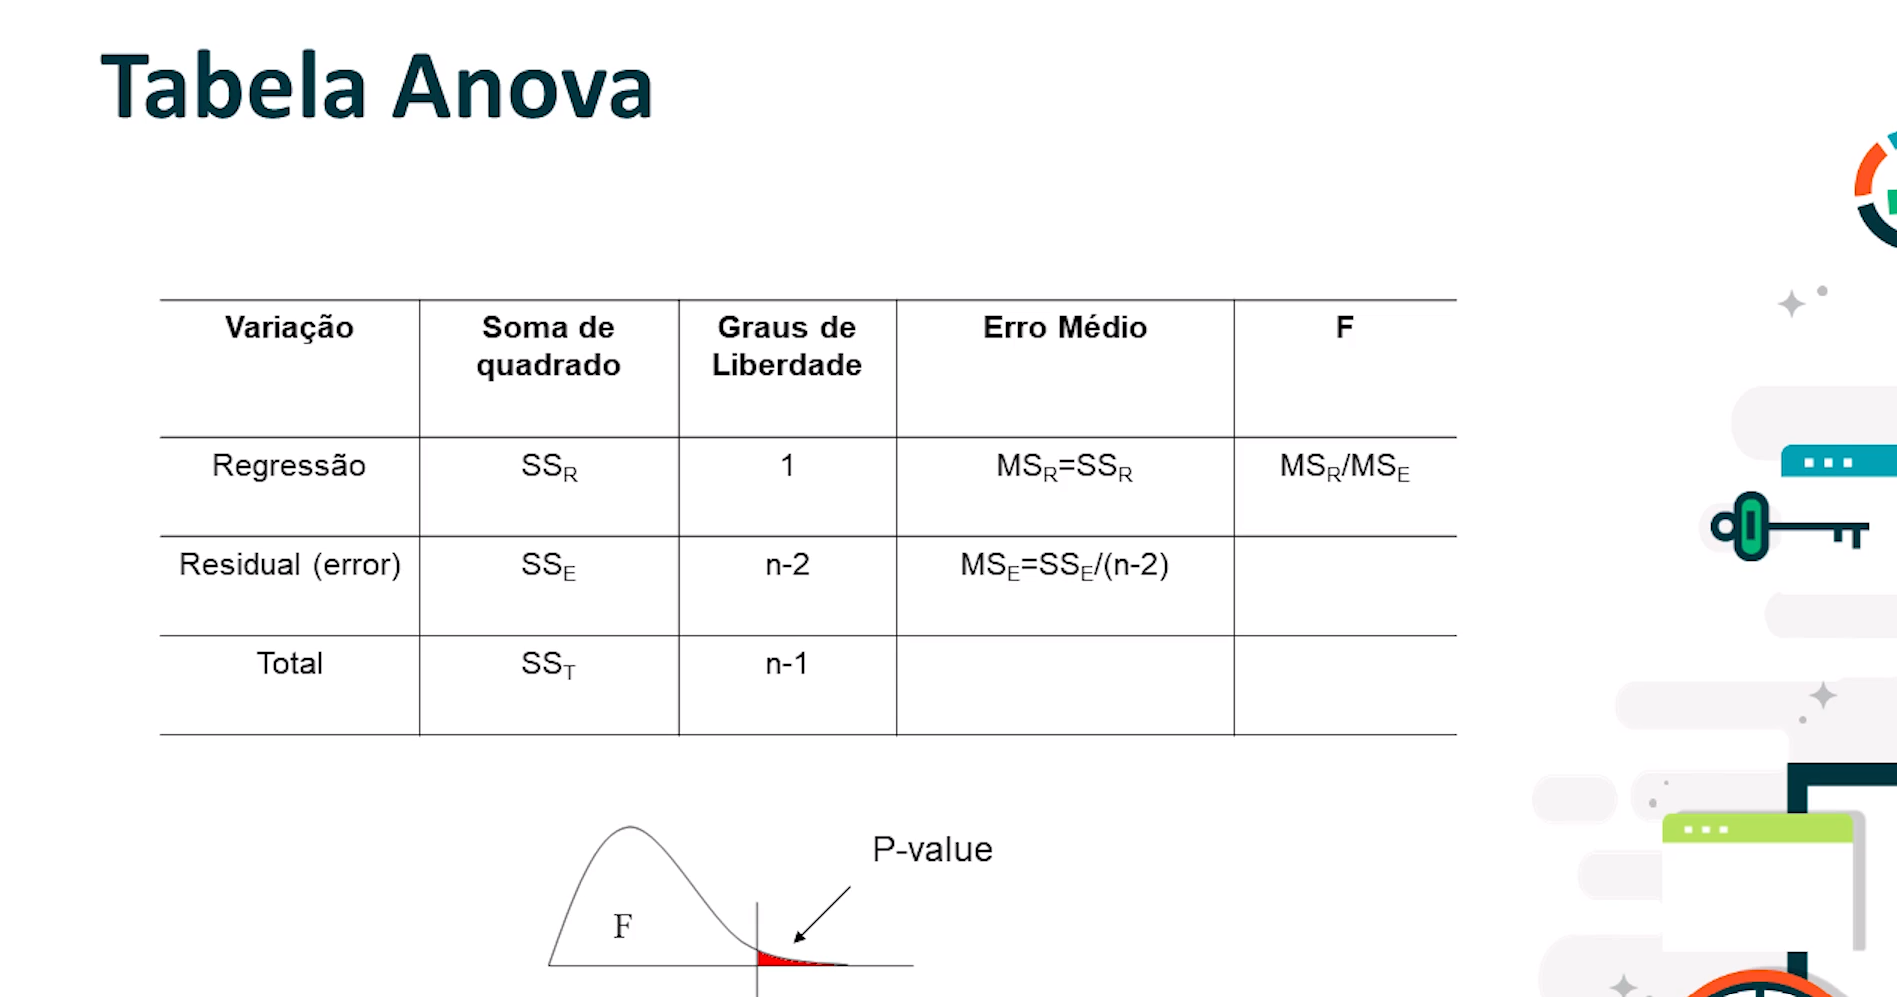 Tabela Anova
Variação
Soma de
quadrado
Graus de
Liberdade
Erro Médio
F
Regressão
SS_R
1
MS_R=SS_R
MS_R/MS_E
Residual (error)
SS_E
n-2
MS_E=SS_E/(n-2)
Total
SS_T
n-1
P-value
F